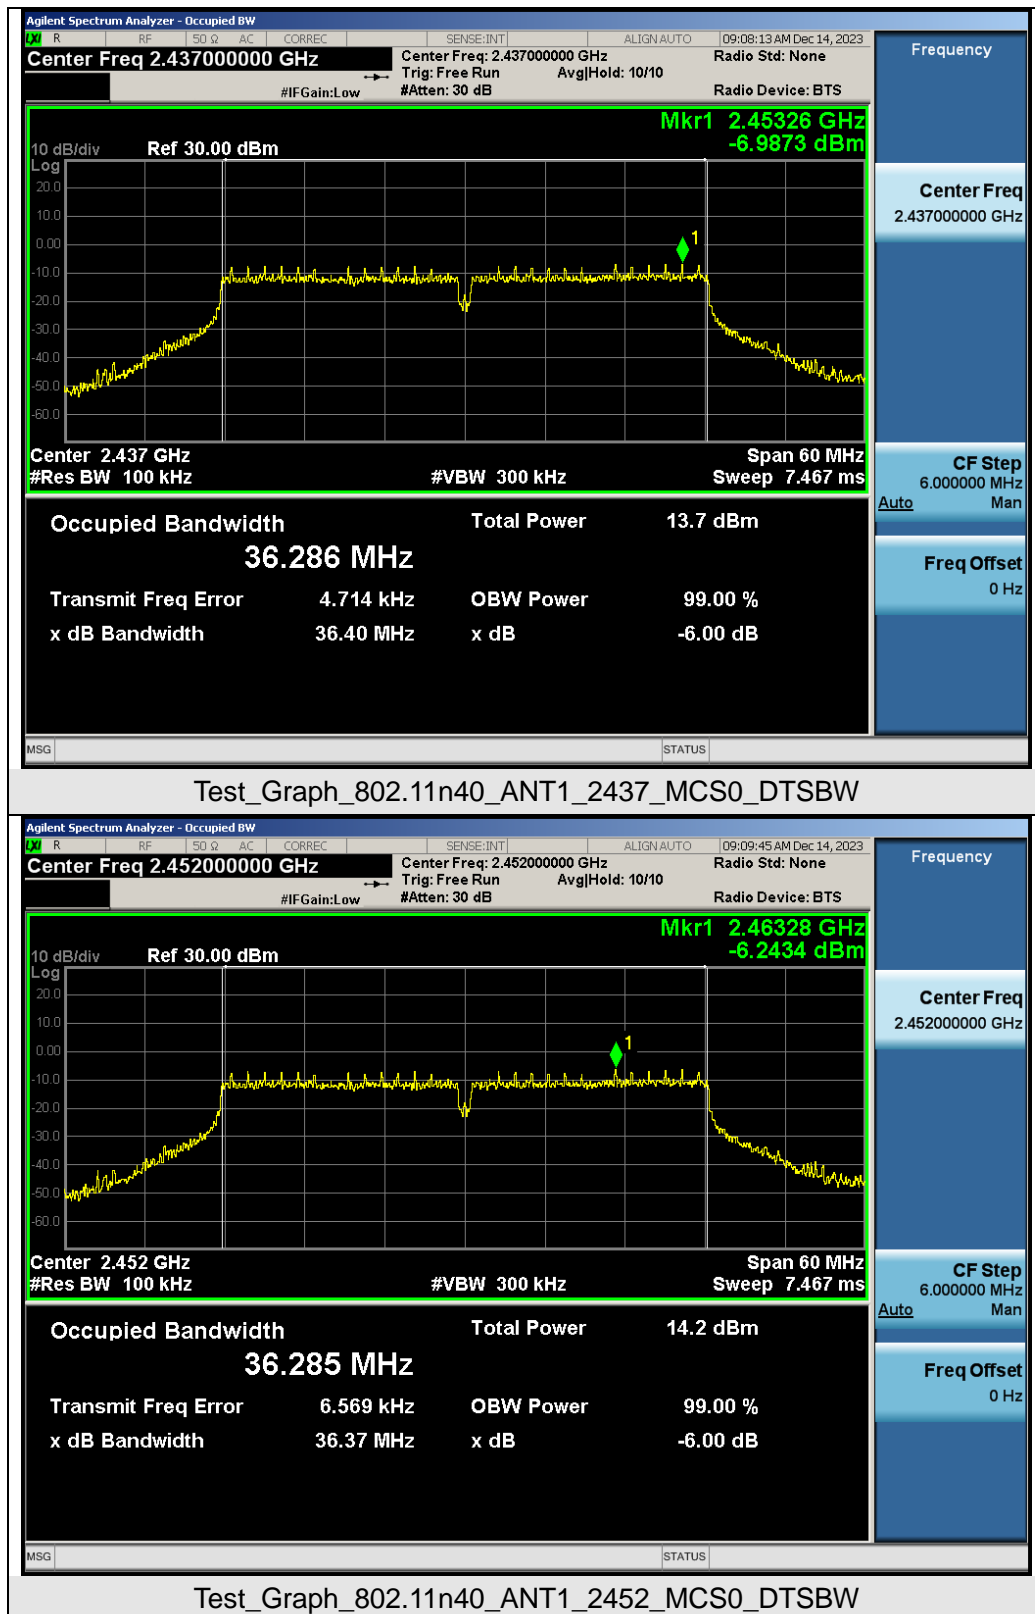 Agilent Spectrum Analyzer - Occupied BW
LXI R RF 50 Ω AC CORREC SENSE:INT ALIGN AUTO 09:08:13 AM Dec 14, 2023
Center Freq 2.437000000 GHz
Center Freq: 2.437000000 GHz
Radio Std: None
Trig: Free Run Avg|Hold: 10/10
#IFGain:Low
#Atten: 30 dB
Radio Device: BTS
Mkr1 2.45326 GHz
-6.9873 dBm
10 dB/div Ref 30.00 dBm
Log
20.0
10.0
0.00
-10.0
-20.0
-30.0
-40.0
-50.0
-60.0
1
Center 2.437 GHz Span 60 MHz
#Res BW 100 kHz #VBW 300 kHz Sweep 7.467 ms
Occupied Bandwidth Total Power 13.7 dBm
36.286 MHz
Transmit Freq Error 4.714 kHz OBW Power 99.00 %
x dB Bandwidth 36.40 MHz x dB -6.00 dB
MSG STATUS
Frequency
Center Freq
2.437000000 GHz
CF Step
6.000000 MHz
Auto Man
Freq Offset
0 Hz
Test_Graph_802.11n40_ANT1_2437_MCS0_DTSBW
Agilent Spectrum Analyzer - Occupied BW
LXI R RF 50 Ω AC CORREC SENSE:INT ALIGN AUTO 09:09:45 AM Dec 14, 2023
Center Freq 2.452000000 GHz
Center Freq: 2.452000000 GHz
Radio Std: None
Trig: Free Run Avg|Hold: 10/10
#IFGain:Low
#Atten: 30 dB
Radio Device: BTS
Mkr1 2.46328 GHz
-6.2434 dBm
10 dB/div Ref 30.00 dBm
Log
20.0
10.0
0.00
-10.0
-20.0
-30.0
-40.0
-50.0
-60.0
1
Center 2.452 GHz Span 60 MHz
#Res BW 100 kHz #VBW 300 kHz Sweep 7.467 ms
Occupied Bandwidth Total Power 14.2 dBm
36.285 MHz
Transmit Freq Error 6.569 kHz OBW Power 99.00 %
x dB Bandwidth 36.37 MHz x dB -6.00 dB
MSG STATUS
Frequency
Center Freq
2.452000000 GHz
CF Step
6.000000 MHz
Auto Man
Freq Offset
0 Hz
Test_Graph_802.11n40_ANT1_2452_MCS0_DTSBW